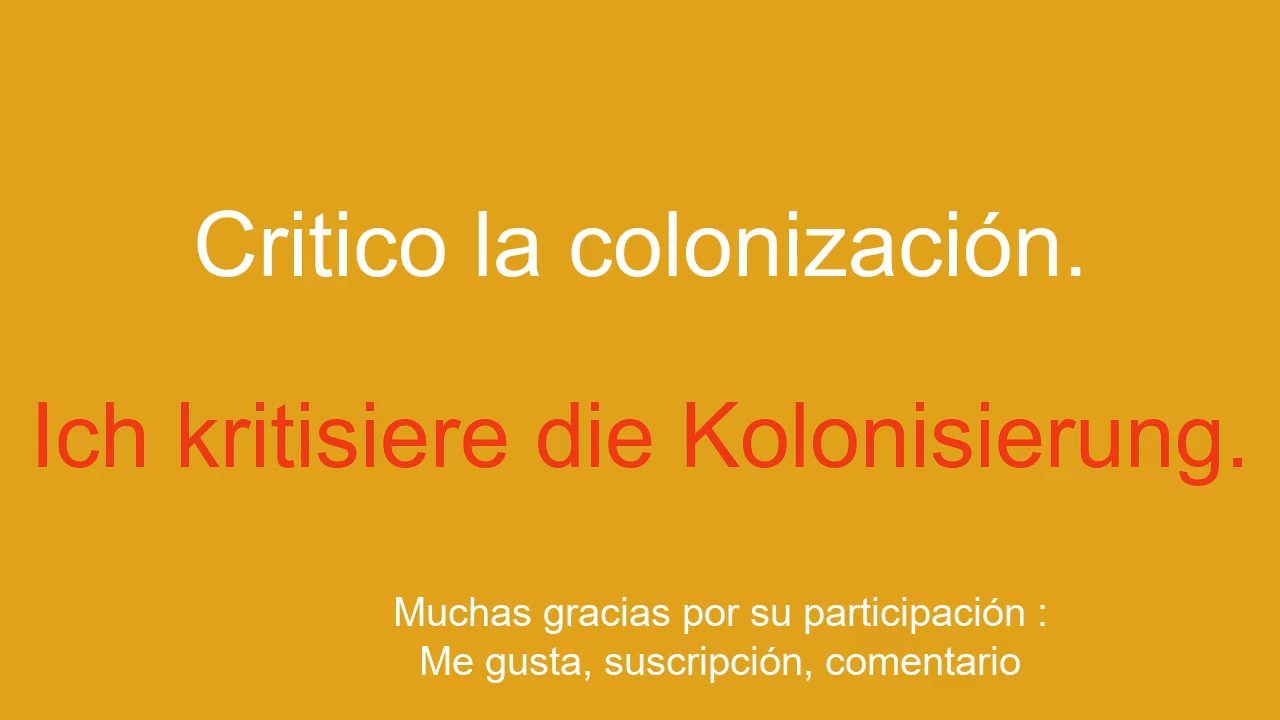 Critico la colonización.
Ich kritisiere die Kolonisierung.
Muchas gracias por su participación :
Me gusta, suscripción, comentario